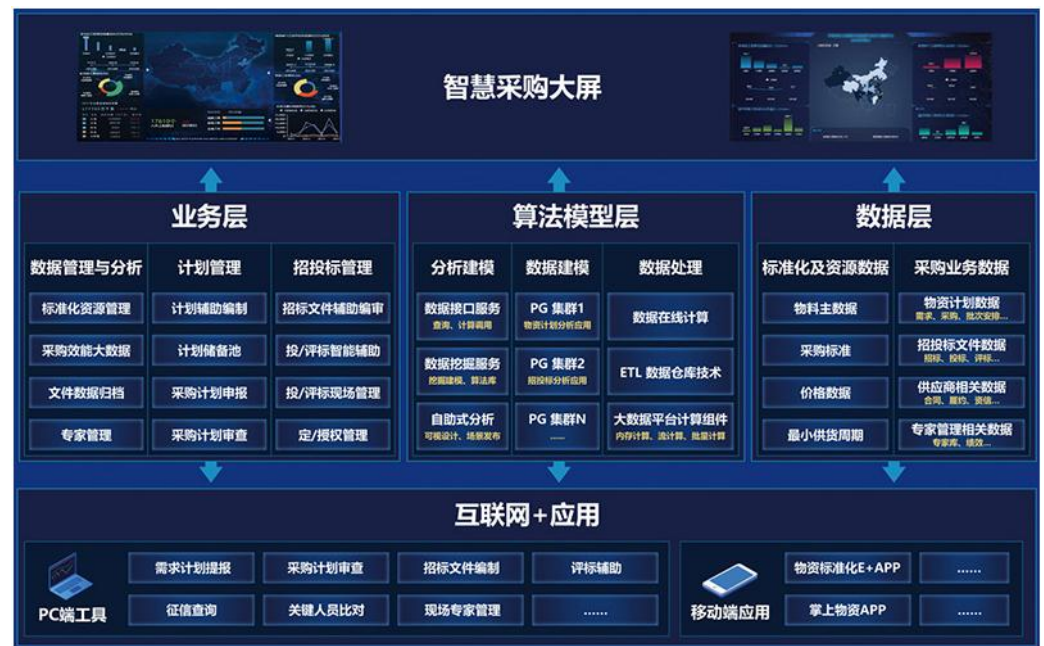 智慧采购大屏
业务层
数据管理与分析
计划管理
招投标管理
标准化资源管理
计划辅助编制
招标文件辅助编审
采购效能大数据
计划储备池
投/评标智能辅助
文件数据归档
采购计划申报
投/评标现场管理
专家管理
采购计划审查
定/授权管理
算法模型层
分析建模
数据建模
数据处理
数据接口服务
查询、计算调用
PG 集群1
物资计划分析应用
数据在线计算
数据挖掘服务
挖掘建模、算法库
PG 集群2
招投标分析应用
ETL 数据仓库技术
自助式分析
可视设计、场景发布
PG 集群N
......
大数据平台计算组件
内存计算、流计算、批量计算
数据层
标准化及资源数据
采购业务数据
物料主数据
物资计划数据
需求、采购、批次安排...
采购标准
招投标文件数据
招标、投标、评标...
价格数据
供应商相关数据
合同、履约、资信...
最小供货周期
专家管理相关数据
专家库、绩效...
互联网+应用
PC端工具
需求计划提报
采购计划审查
招标文件编制
评标辅助
征信查询
关键人员比对
现场专家管理
......
移动端应用
物资标准化E+APP
......
掌上物资APP
......